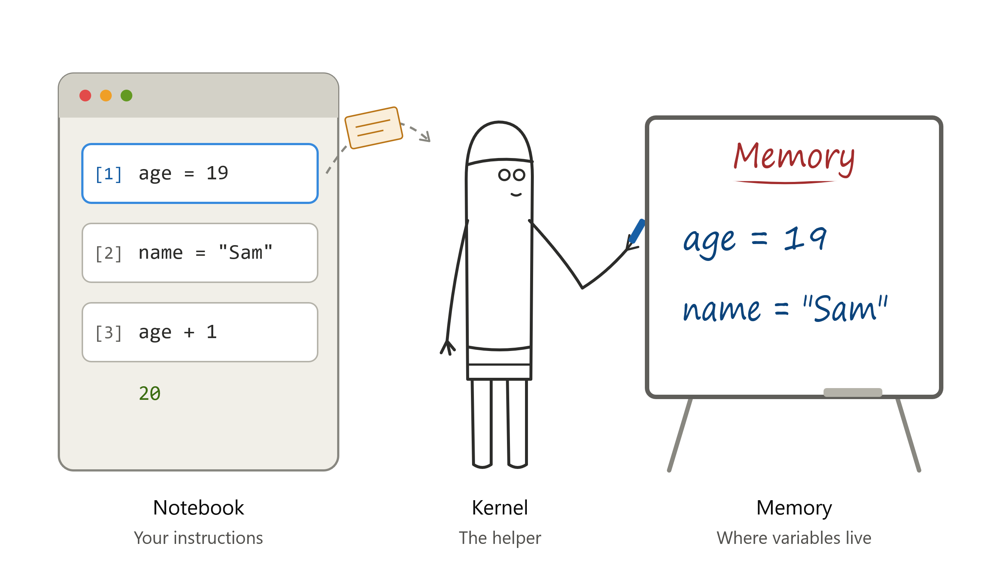 [1] age = 19
[2] name = "Sam"
[3] age + 1
20
Memory
age = 19
name = "Sam"
Notebook
Your instructions
Kernel
The helper
Memory
Where variables live